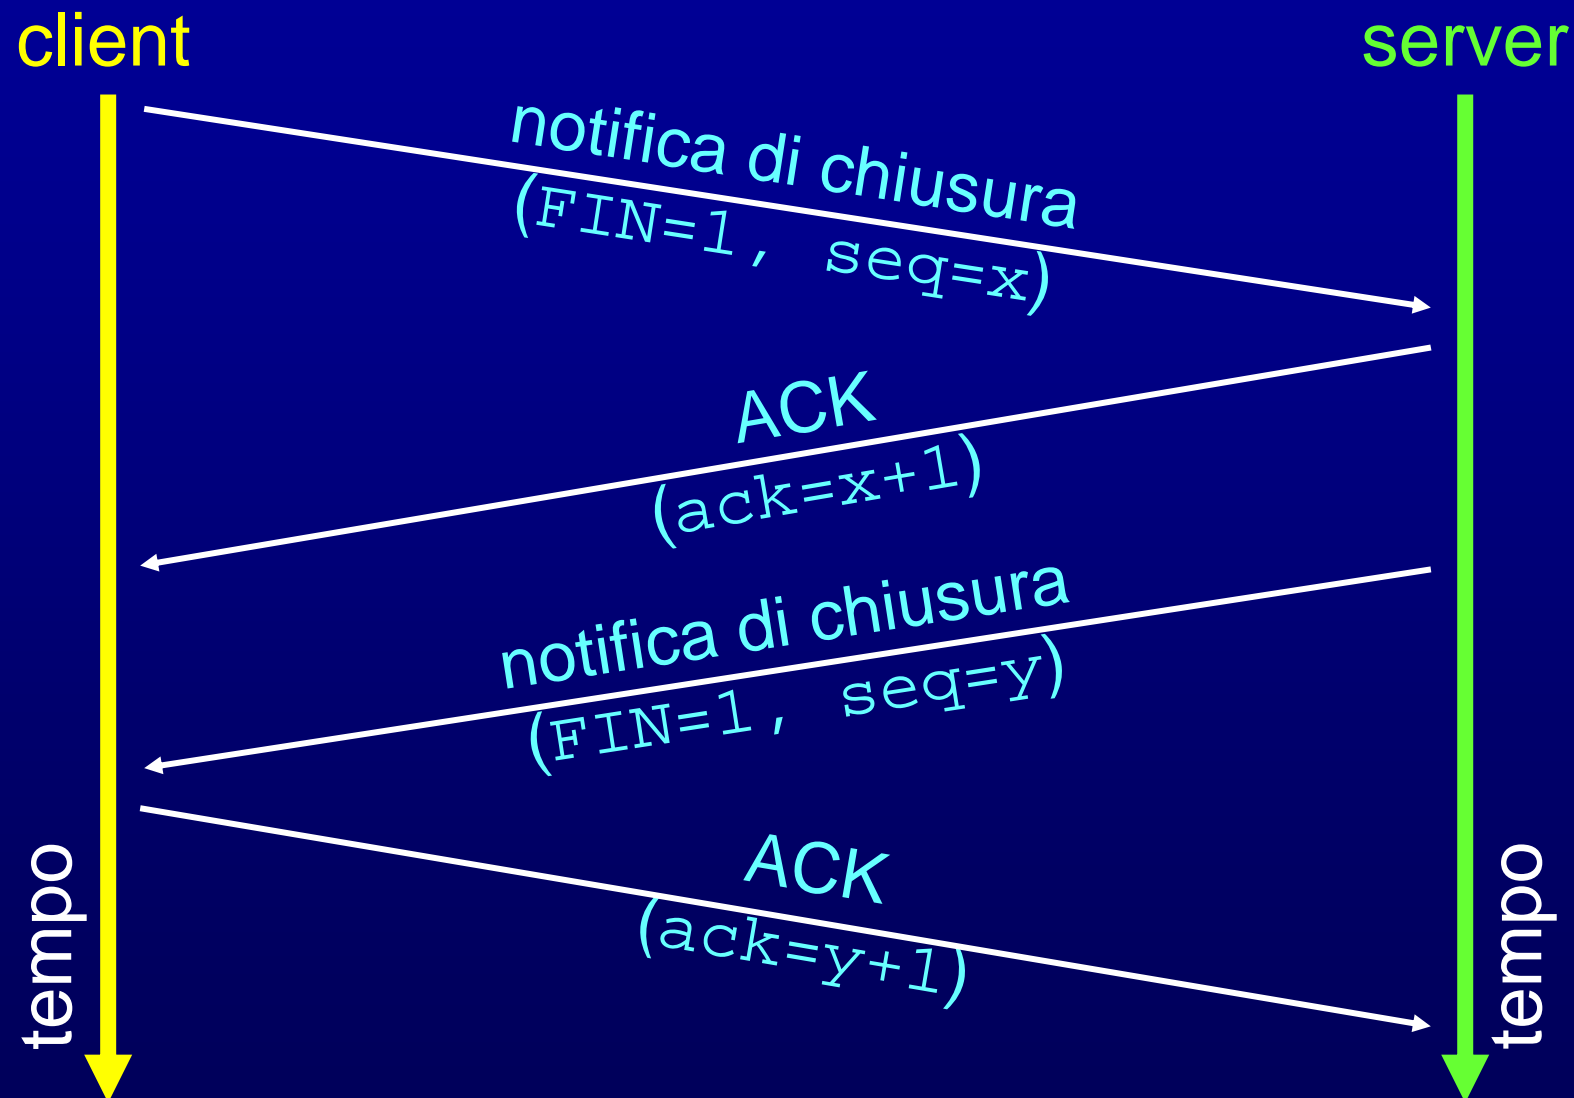 client
server
notifica di chiusura
(FIN=1, seq=x)
ACK
(ack=x+1)
notifica di chiusura
(FIN=1, seq=y)
ACK
(ack=y+1)
tempo
tempo